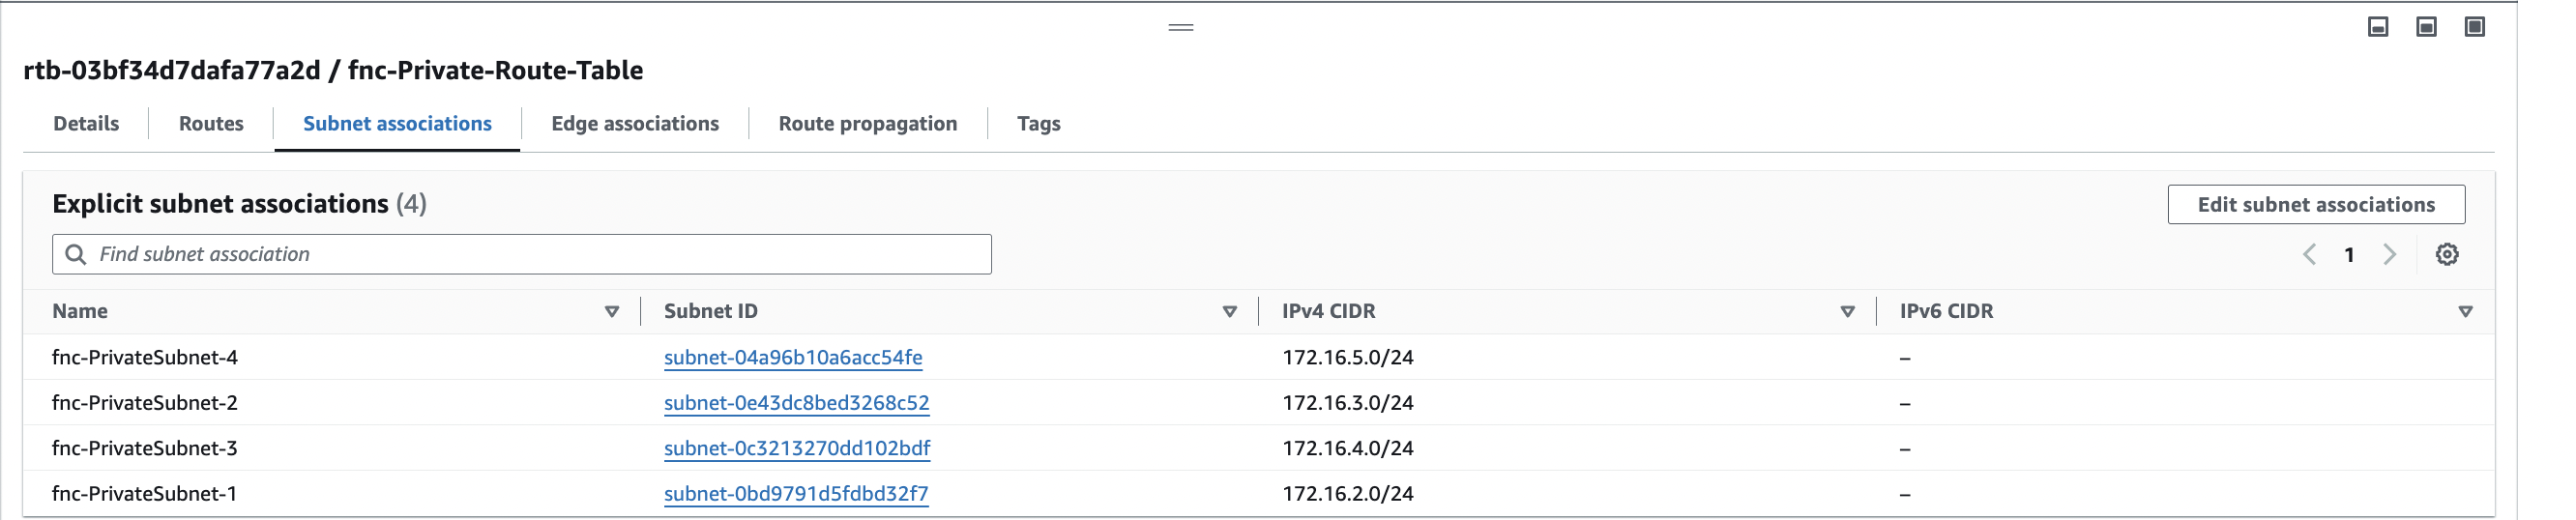 rtb-03bf34d7dafa77a2d / fnc-Private-Route-Table
Details Routes Subnet associations Edge associations Route propagation Tags
Explicit subnet associations (4) Edit subnet associations
Find subnet association 1
Name Subnet ID IPv4 CIDR IPv6 CIDR
fnc-PrivateSubnet-4 subnet-04a96b10a6acc54fe 172.16.5.0/24 –
fnc-PrivateSubnet-2 subnet-0e43dc8bed3268c52 172.16.3.0/24 –
fnc-PrivateSubnet-3 subnet-0c3213270dd102bdf 172.16.4.0/24 –
fnc-PrivateSubnet-1 subnet-0bd9791d5fdbd32f7 172.16.2.0/24 –